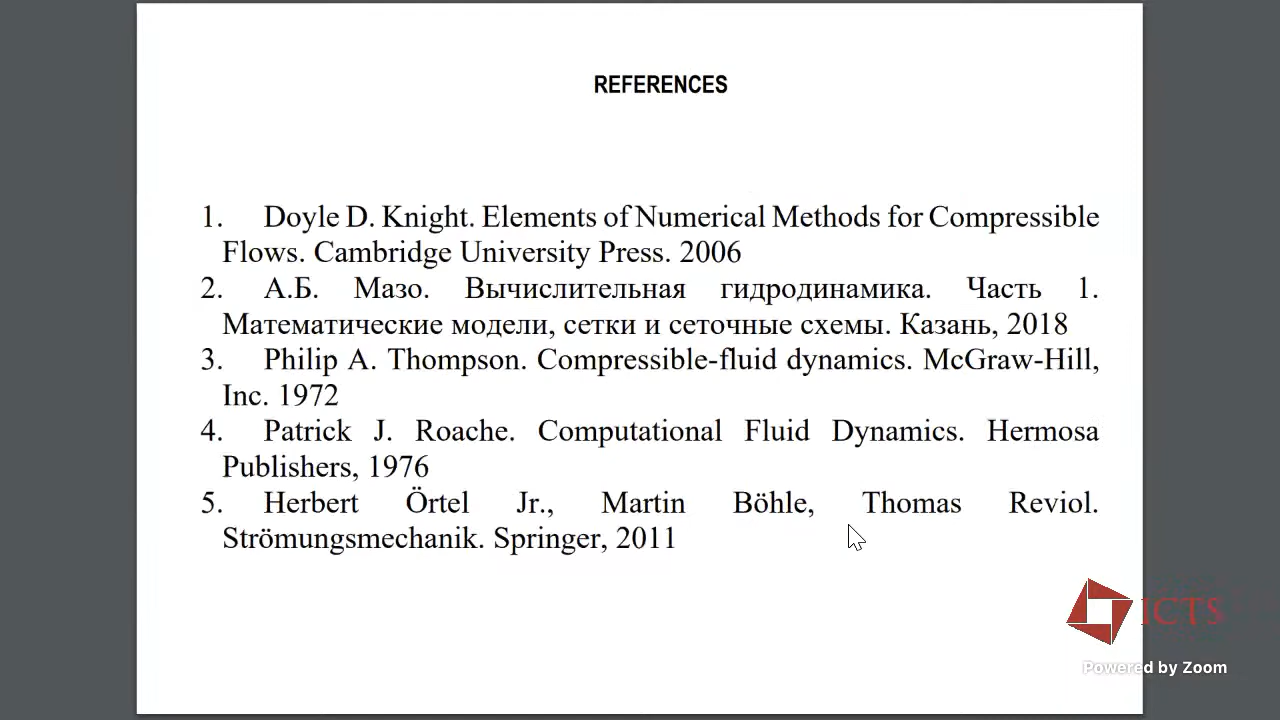 REFERENCES
1. Doyle D. Knight. Elements of Numerical Methods for Compressible
Flows. Cambridge University Press. 2006
2. А.Б. Мазо. Вычислительная гидродинамика. Часть 1.
Математические модели, сетки и сеточные схемы. Казань, 2018
3. Philip A. Thompson. Compressible-fluid dynamics. McGraw-Hill,
Inc. 1972
4. Patrick J. Roache. Computational Fluid Dynamics. Hermosa
Publishers, 1976
5. Herbert Örtel Jr., Martin Böhle, Thomas Reviol.
Strömungsmechanik. Springer, 2011
ICTS
Powered by Zoom